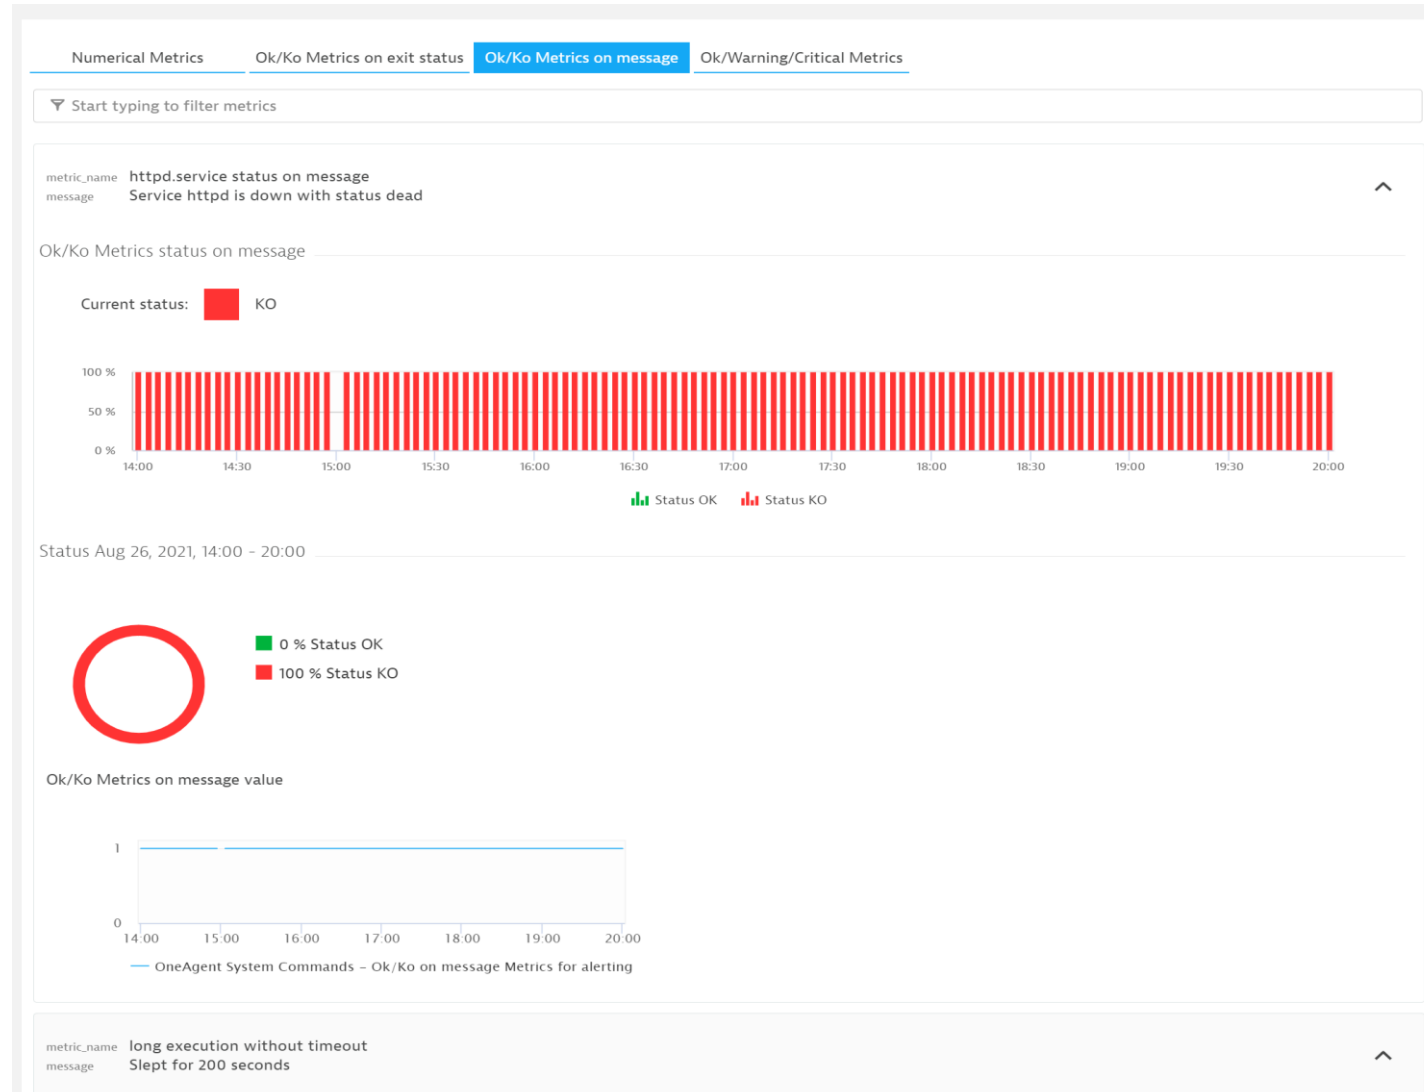 Numerical Metrics Ok/Ko Metrics on exit status Ok/Ko Metrics on message Ok/Warning/Critical Metrics
Start typing to filter metrics
metric_name httpd.service status on message
message Service httpd is down with status dead
Ok/Ko Metrics status on message
Current status: KO
100 %
50 %
0 %
14:00 14:30 15:00 15:30 16:00 16:30 17:00 17:30 18:00 18:30 19:00 19:30 20:00
Status OK Status KO
Status Aug 26, 2021, 14:00 - 20:00
0 % Status OK
100 % Status KO
Ok/Ko Metrics on message value
1
0
14:00 15:00 16:00 17:00 18:00 19:00 20:00
OneAgent System Commands – Ok/Ko on message Metrics for alerting
metric_name long execution without timeout
message Slept for 200 seconds